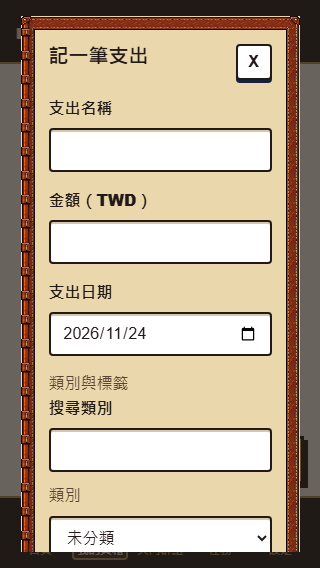 記一筆支出
X
支出名稱
金額（TWD）
支出日期
2026/11/24
類別與標籤
搜尋類別
類別
未分類